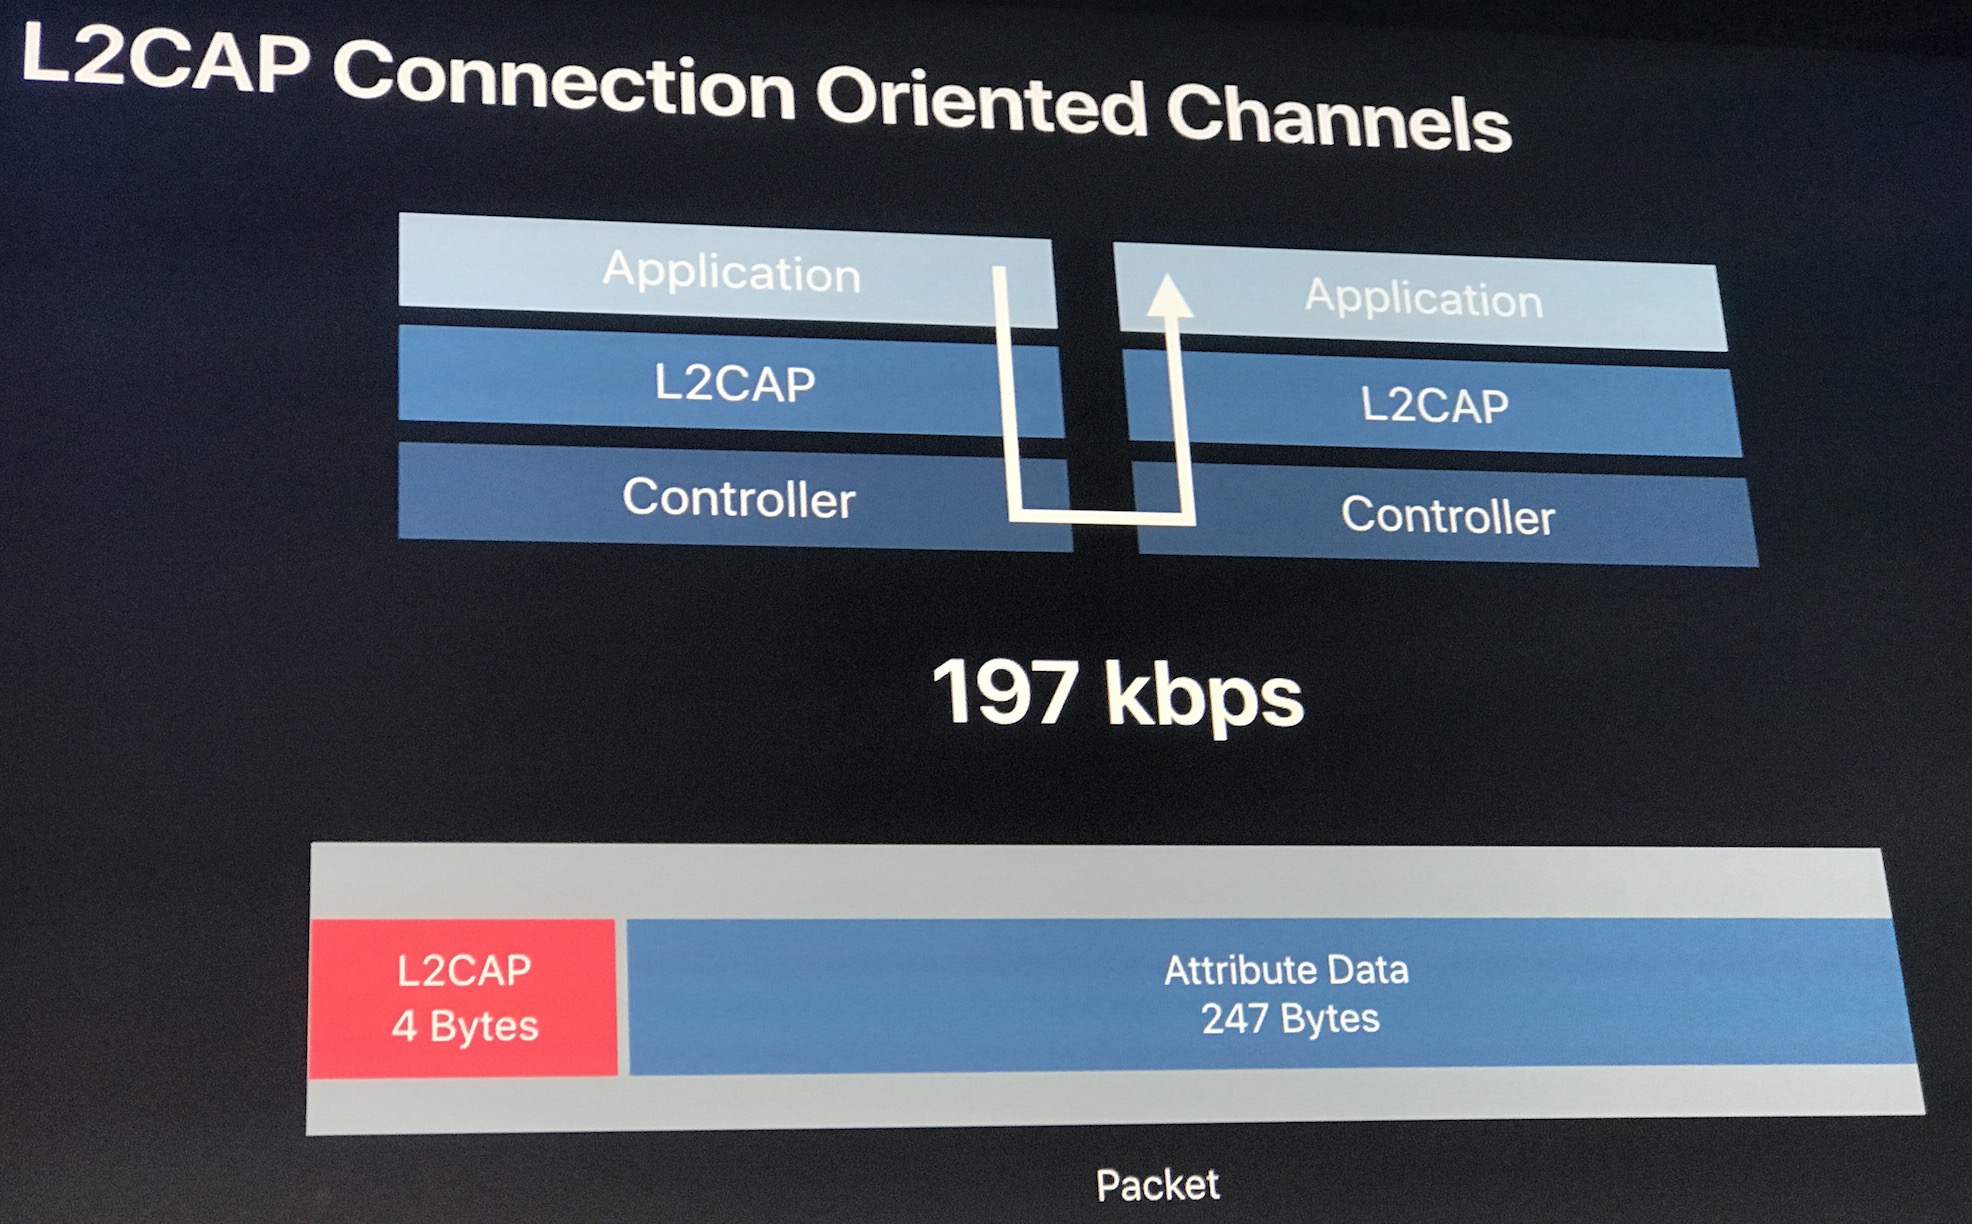 L2CAP Connection Oriented Channels
Application
L2CAP
Controller
Application
L2CAP
Controller
197 kbps
L2CAP
4 Bytes
Attribute Data
247 Bytes
Packet